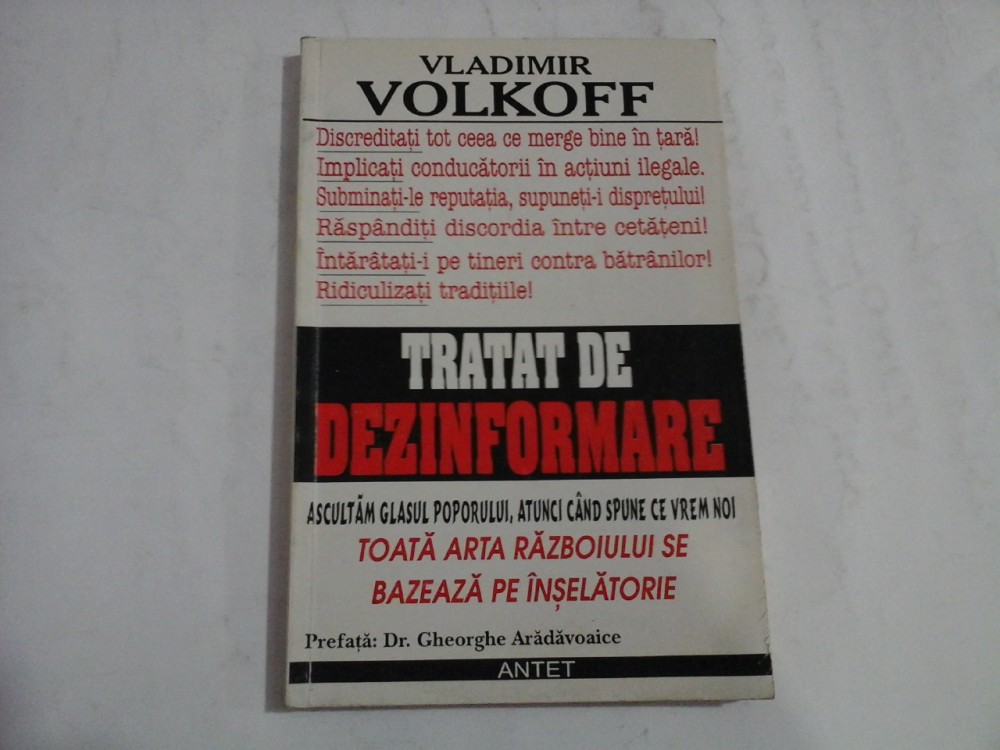 VLADIMIR
VOLKOFF
Discreditați tot ceea ce merge bine în țară!
Implicați conducătorii în acțiuni ilegale.
Subminați-le reputația, supuneți-i disprețului!
Răspândiți discordia între cetățeni!
Întărâtați-i pe tineri contra bătrânilor!
Ridiculizați tradițiile!
TRATAT DE
DEZINFORMARE
ASCULTĂM GLASUL POPORULUI, ATUNCI CÂND SPUNE CE VREM NOI
TOATĂ ARTA RĂZBOIULUI SE
BAZEAZĂ PE ÎNȘELĂTORIE
Prefață: Dr. Gheorghe Arădăvoaice
ANTET